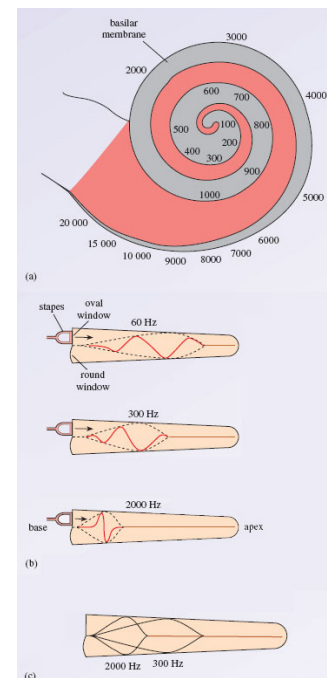 basilar
membrane
3000
2000
4000
600
700
500
100
800
200
400
300
900
1000
5000
20 000
15 000
10 000
9000
8000
7000
6000
(a)
stapes
oval
window
60 Hz
round
window
300 Hz
2000 Hz
base
apex
(b)
2000 Hz
300 Hz
(c)